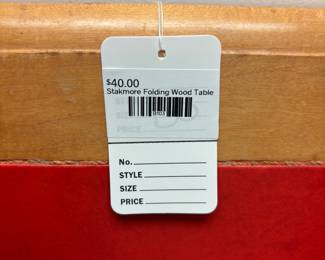 $40.00
Stakmore Folding Wood Table
No.
STYLE
SIZE
PRICE